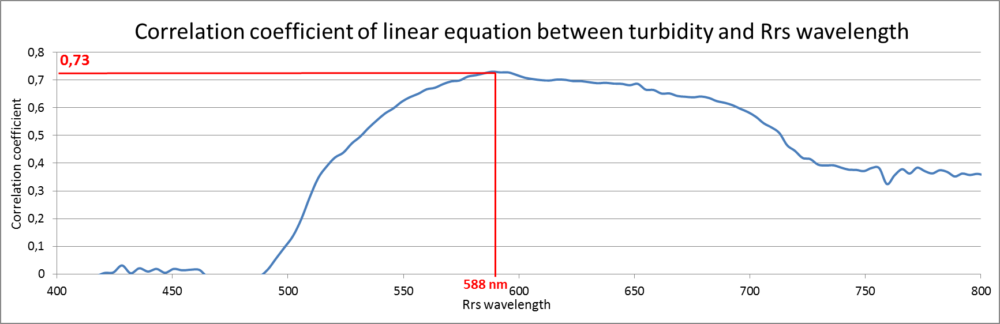 Correlation coefficient of linear equation between turbidity and Rrs wavelength
0,8
0,73
0,7
0,6
0,5
0,4
0,3
0,2
0,1
0
Correlation coefficient
400 450 500 550 600 650 700 750 800
588 nm
Rrs wavelength